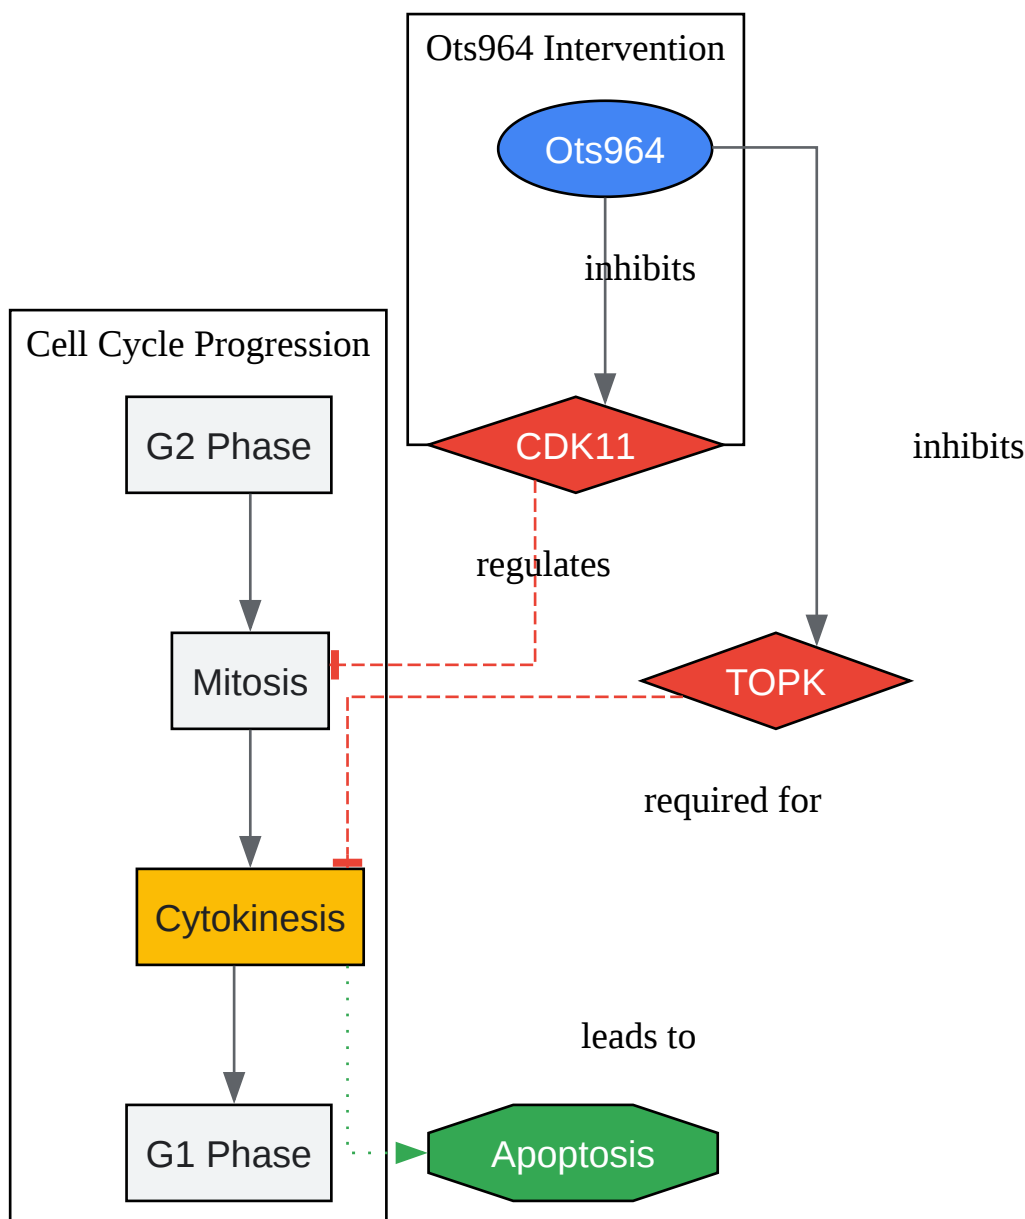 Ots964 Intervention
Ots964
inhibits
Cell Cycle Progression
G2 Phase
CDK11
inhibits
regulates
Mitosis
TOPK
required for
Cytokinesis
leads to
G1 Phase
Apoptosis